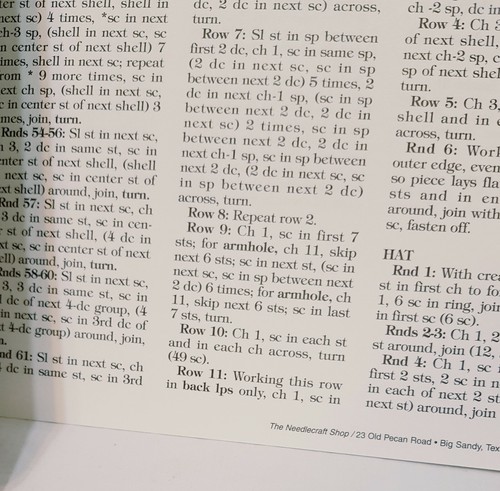 ter st of next shell, shell in
next sc) 4 times, *sc in next
ch-3 sp, (shell in next sc, sc
in center st of next shell) 7
times, shell in next sc; repeat
from * 9 more times, sc in
next ch sp, (shell in next sc,
sc in center st of next shell) 3
times, join, turn.
Rnds 54-56: Sl st in next sc,
ch 3, 2 dc in same st, sc in
center st of next shell, (shell
in next sc, sc in center st of
next shell) around, join, turn.
Rnd 57: Sl st in next sc, ch
3, 3 dc in same st, sc in cen-
ter st of next shell, (4 dc in
next sc, sc in center st of next
shell) around, join, turn.
Rnds 58-60: Sl st in next sc,
ch 3, 3 dc in same st, sc in
3rd dc of next 4-dc group, (4
dc in next sc, sc in 3rd dc of
next 4-dc group) around, join,
turn.
Rnd 61: Sl st in next sc, ch
4 dc in same st, sc in 3rd
dc, 2 dc in next sc) across,
turn.
Row 7: Sl st in sp between
first 2 dc, ch 1, sc in same sp,
(2 dc in next sc, sc in sp
between next 2 dc) 5 times, 2
dc in next ch-1 sp, (sc in sp
between next 2 dc, 2 dc in
next sc) 2 times, sc in sp
between next 2 dc, 2 dc in
next ch-1 sp, sc in sp between
next 2 dc, (2 dc in next sc, sc
in sp between next 2 dc)
across, turn.
Row 8: Repeat row 2.
Row 9: Ch 1, sc in first 7
sts; for armhole, ch 11, skip
next 6 sts; sc in next st, (sc in
next sc, sc in sp between next
2 dc) 6 times; for armhole, ch
11, skip next 6 sts; sc in last
7 sts, turn.
Row 10: Ch 1, sc in each st
and in each ch across, turn
(49 sc).
Row 11: Working this row
in back lps only, ch 1, sc in
ch-2 sp, dc in
Row 4: Ch 3
of next shell,
next ch-2 sp, c
sp of next shell
turn.
Row 5: Ch 3,
shell and in e
across, turn.
Rnd 6: Work
outer edge, even
so piece lays fla
sts and in en
around, join with
sc, fasten off.
HAT
Rnd 1: With crea
st in first ch to fo
1, 6 sc in ring, join
in first sc (6 sc).
Rnds 2-3: Ch 1, 2
st around, join (12,
Rnd 4: Ch 1, sc i
first 2 sts, 2 sc in n
in each of next 2 st
next st) around, join
The Needlecraft Shop / 23 Old Pecan Road • Big Sandy, Tex